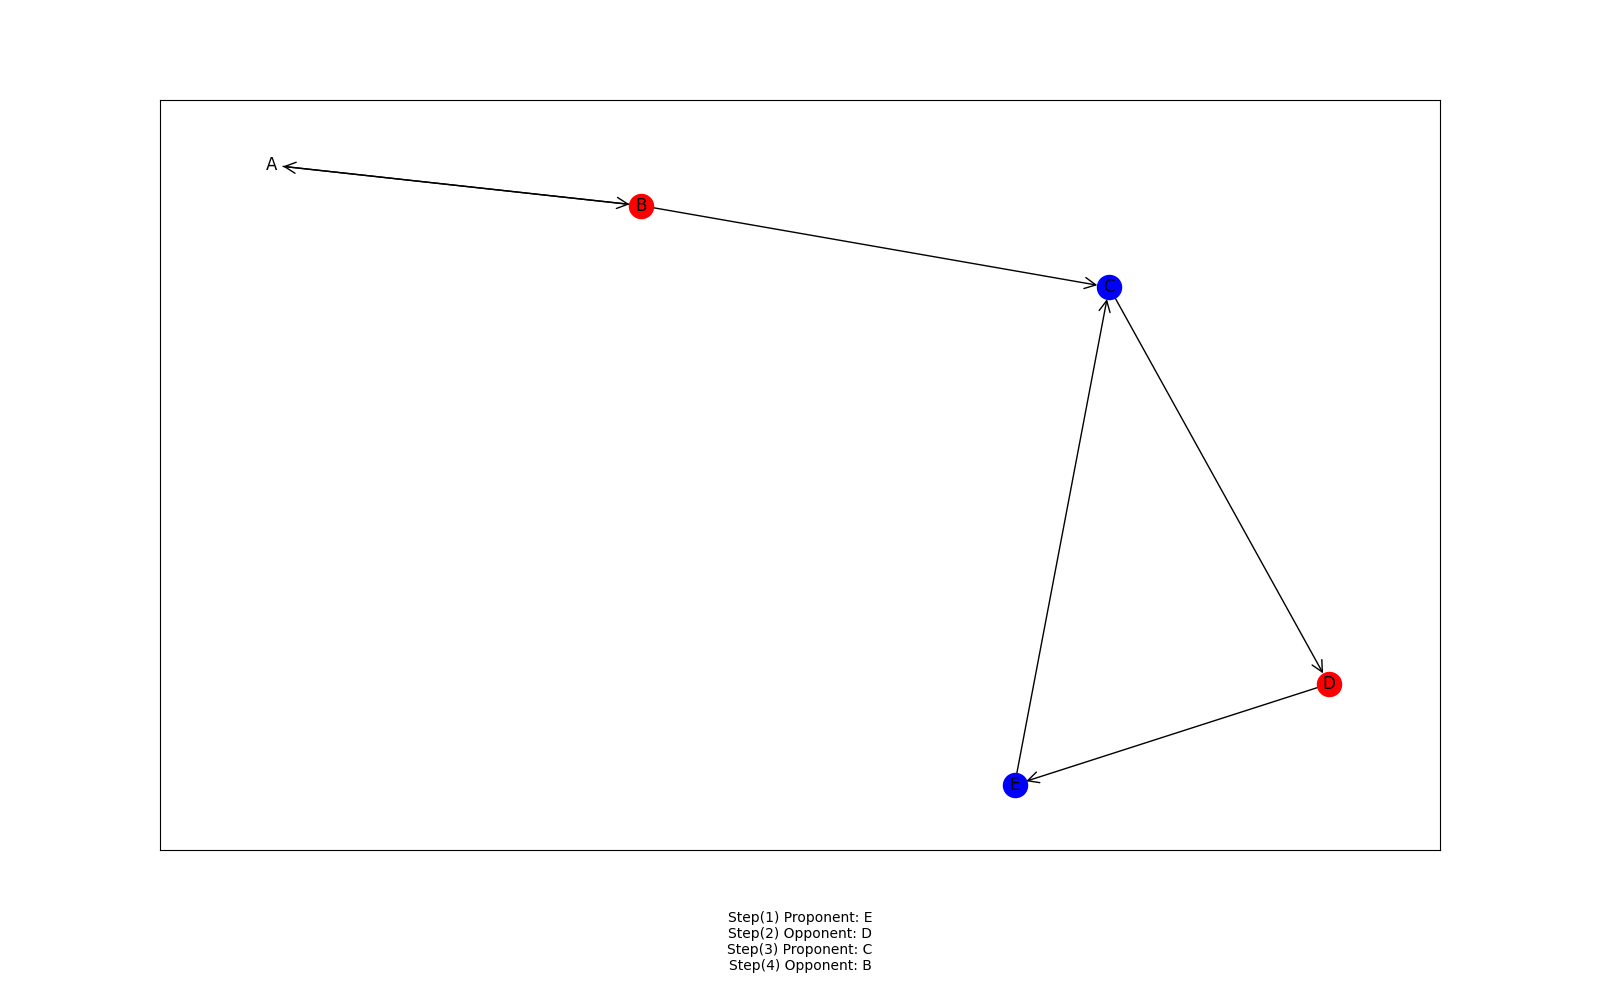 A
B
C
D
E
Step(1) Proponent: E
Step(2) Opponent: D
Step(3) Proponent: C
Step(4) Opponent: B